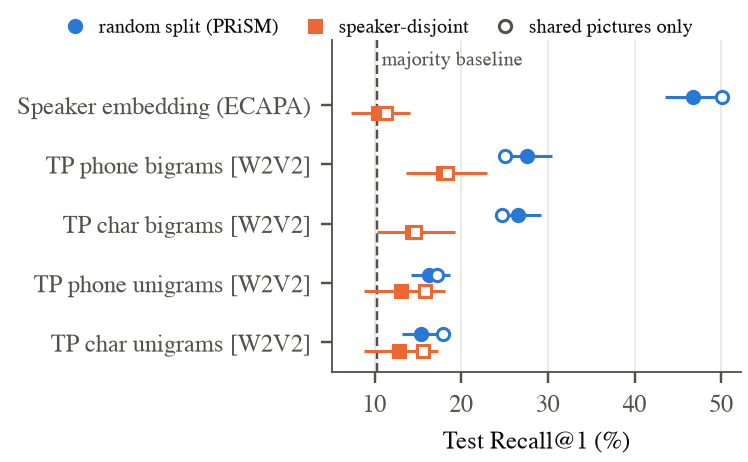 random split (PRiSM) speaker-disjoint shared pictures only
majority baseline
Speaker embedding (ECAPA)
TP phone bigrams [W2V2]
TP char bigrams [W2V2]
TP phone unigrams [W2V2]
TP char unigrams [W2V2]
10 20 30 40 50
Test Recall@1 (%)